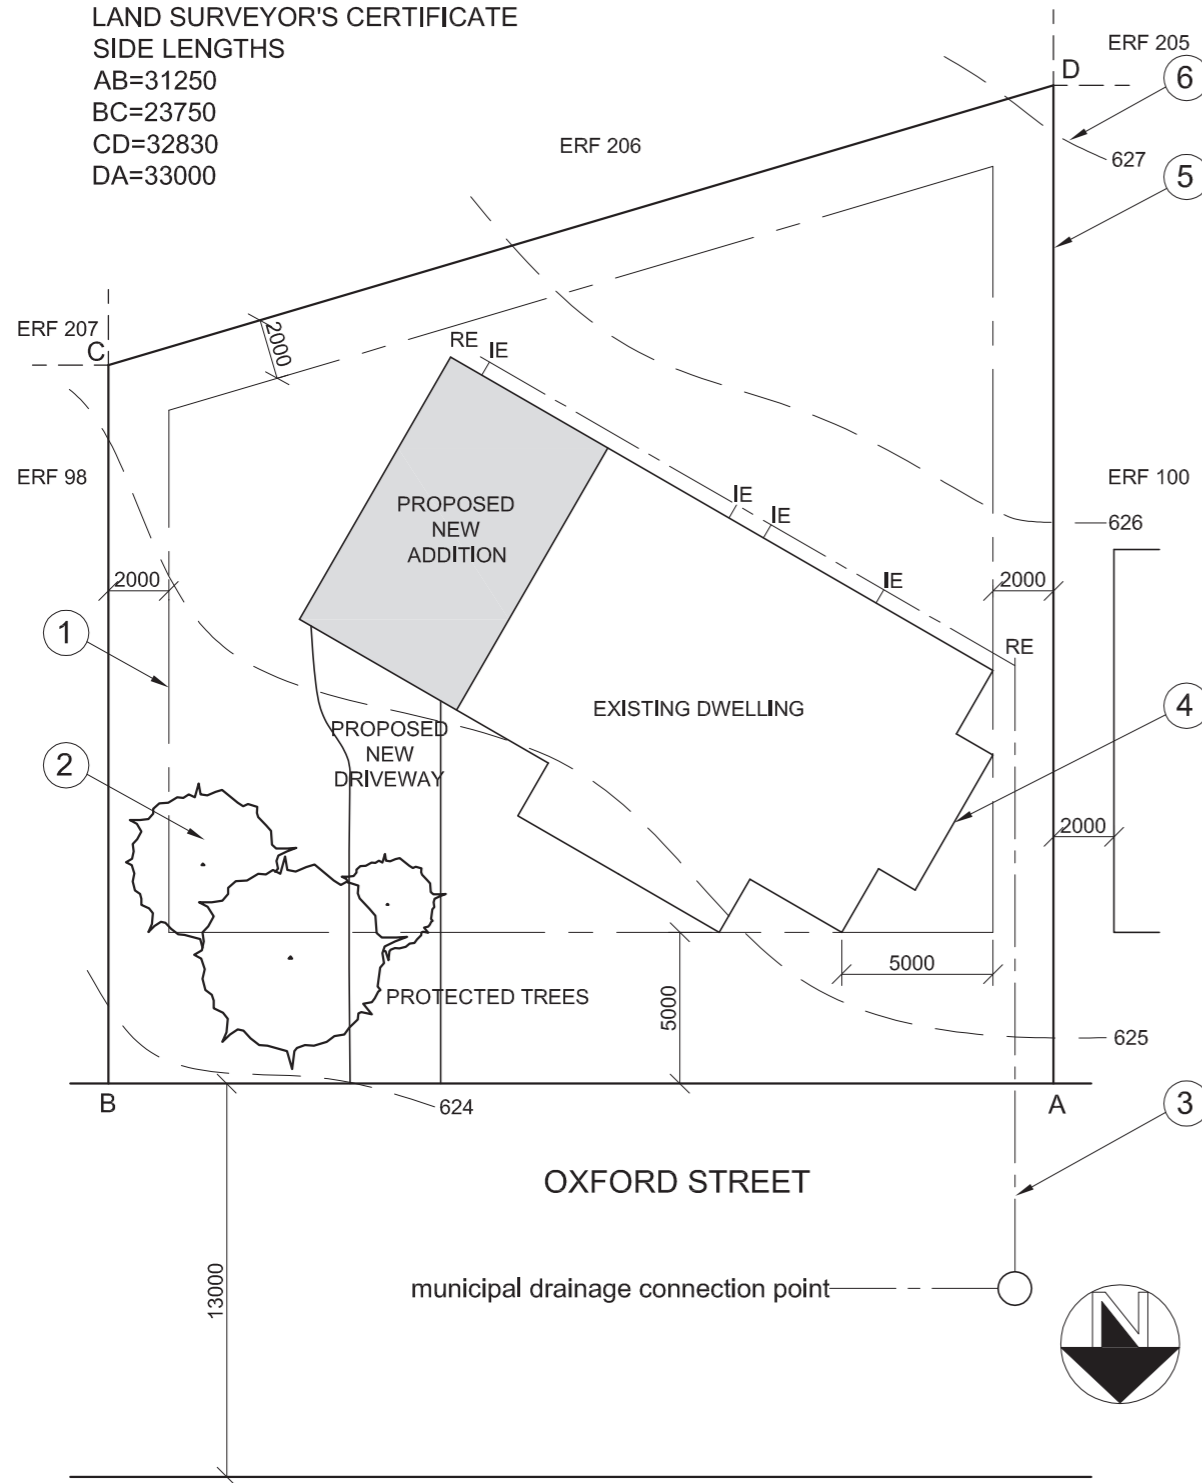 LAND SURVEYOR'S CERTIFICATE
SIDE LENGTHS
AB=31250
BC=23750
CD=32830
DA=33000
ERF 205
D
6
ERF 206
627
5
ERF 207
C
2000
RE
IE
ERF 98
PROPOSED
NEW
ADDITION
IE
IE
ERF 100
626
2000
IE
2000
1
RE
EXISTING DWELLING
4
PROPOSED
NEW
DRIVEWAY
2
2000
5000
PROTECTED TREES
5000
625
B
624
A
3
OXFORD STREET
13000
municipal drainage connection point
N